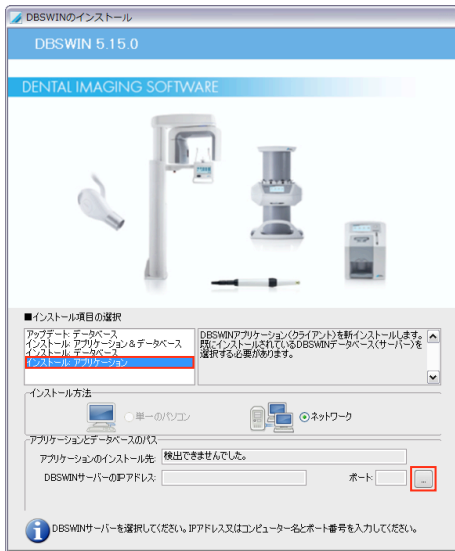 DBSWINのインストール
DBSWIN 5.15.0
DENTAL IMAGING SOFTWARE
■インストール項目の選択
アップデート: データベース
インストール: アプリケーション＆データベース
インストール: データベース
インストール: アプリケーション
DBSWINアプリケーション(クライアント)を新インストールします。
既にインストールされているDBSWINデータベース(サーバー)を
選択する必要があります。
インストール方法
単一のパソコン
ネットワーク
アプリケーションとデータベースのパス
アプリケーションのインストール先: 検出できませんでした。
DBSWINサーバーのIPアドレス: ポート: ...
DBSWINサーバーを選択してください。IPアドレス又はコンピューター名とポート番号を入力してください。